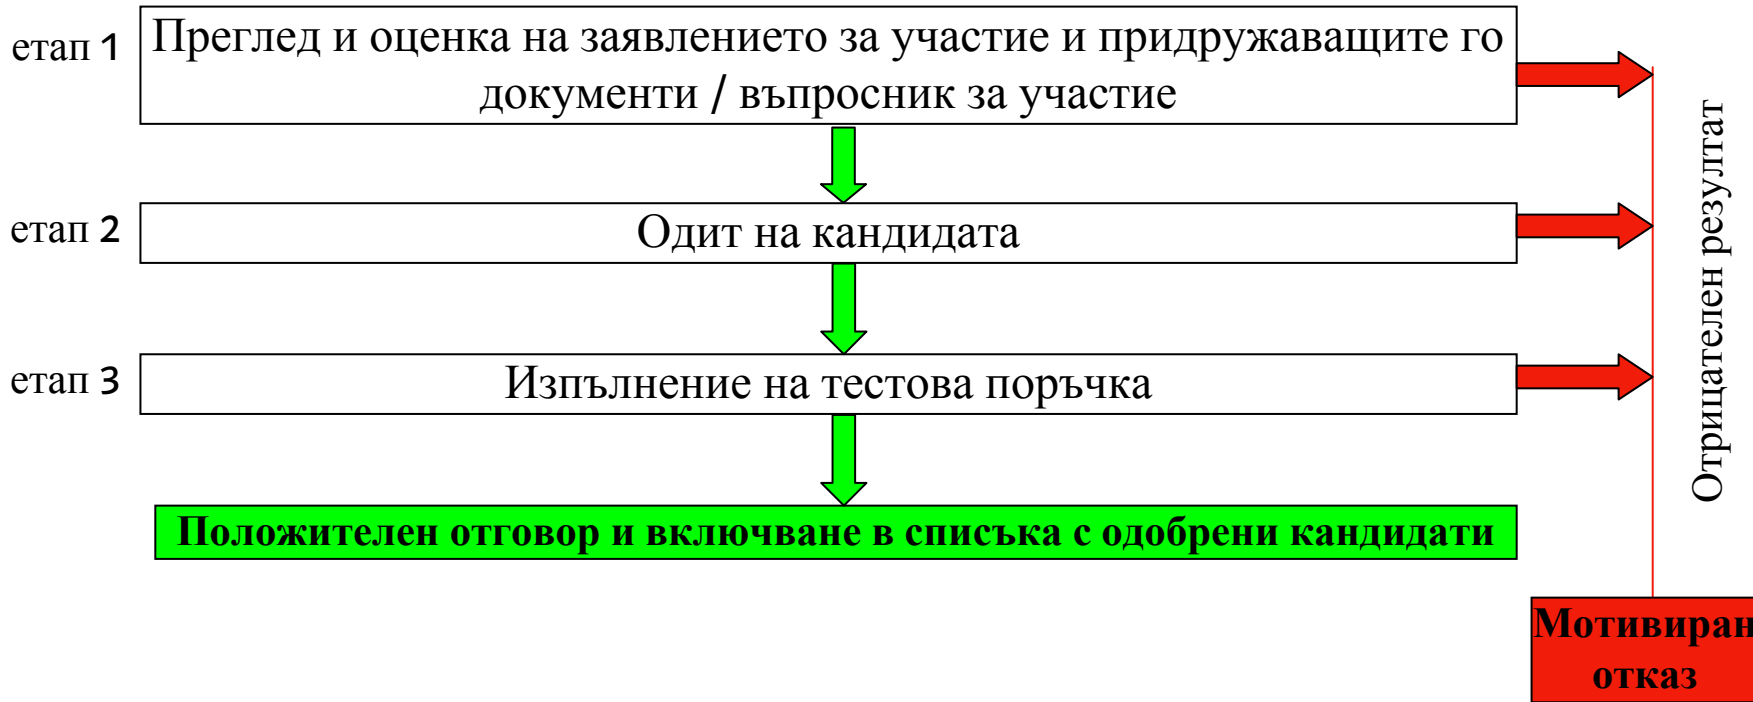 етап 1
Преглед и оценка на заявлението за участие и придружаващите го
документи / въпросник за участие
етап 2
Одит на кандидата
етап 3
Изпълнение на тестова поръчка
Положителен отговор и включване в списъка с одобрени кандидати
Отрицателен резултат
Мотивиран
отказ